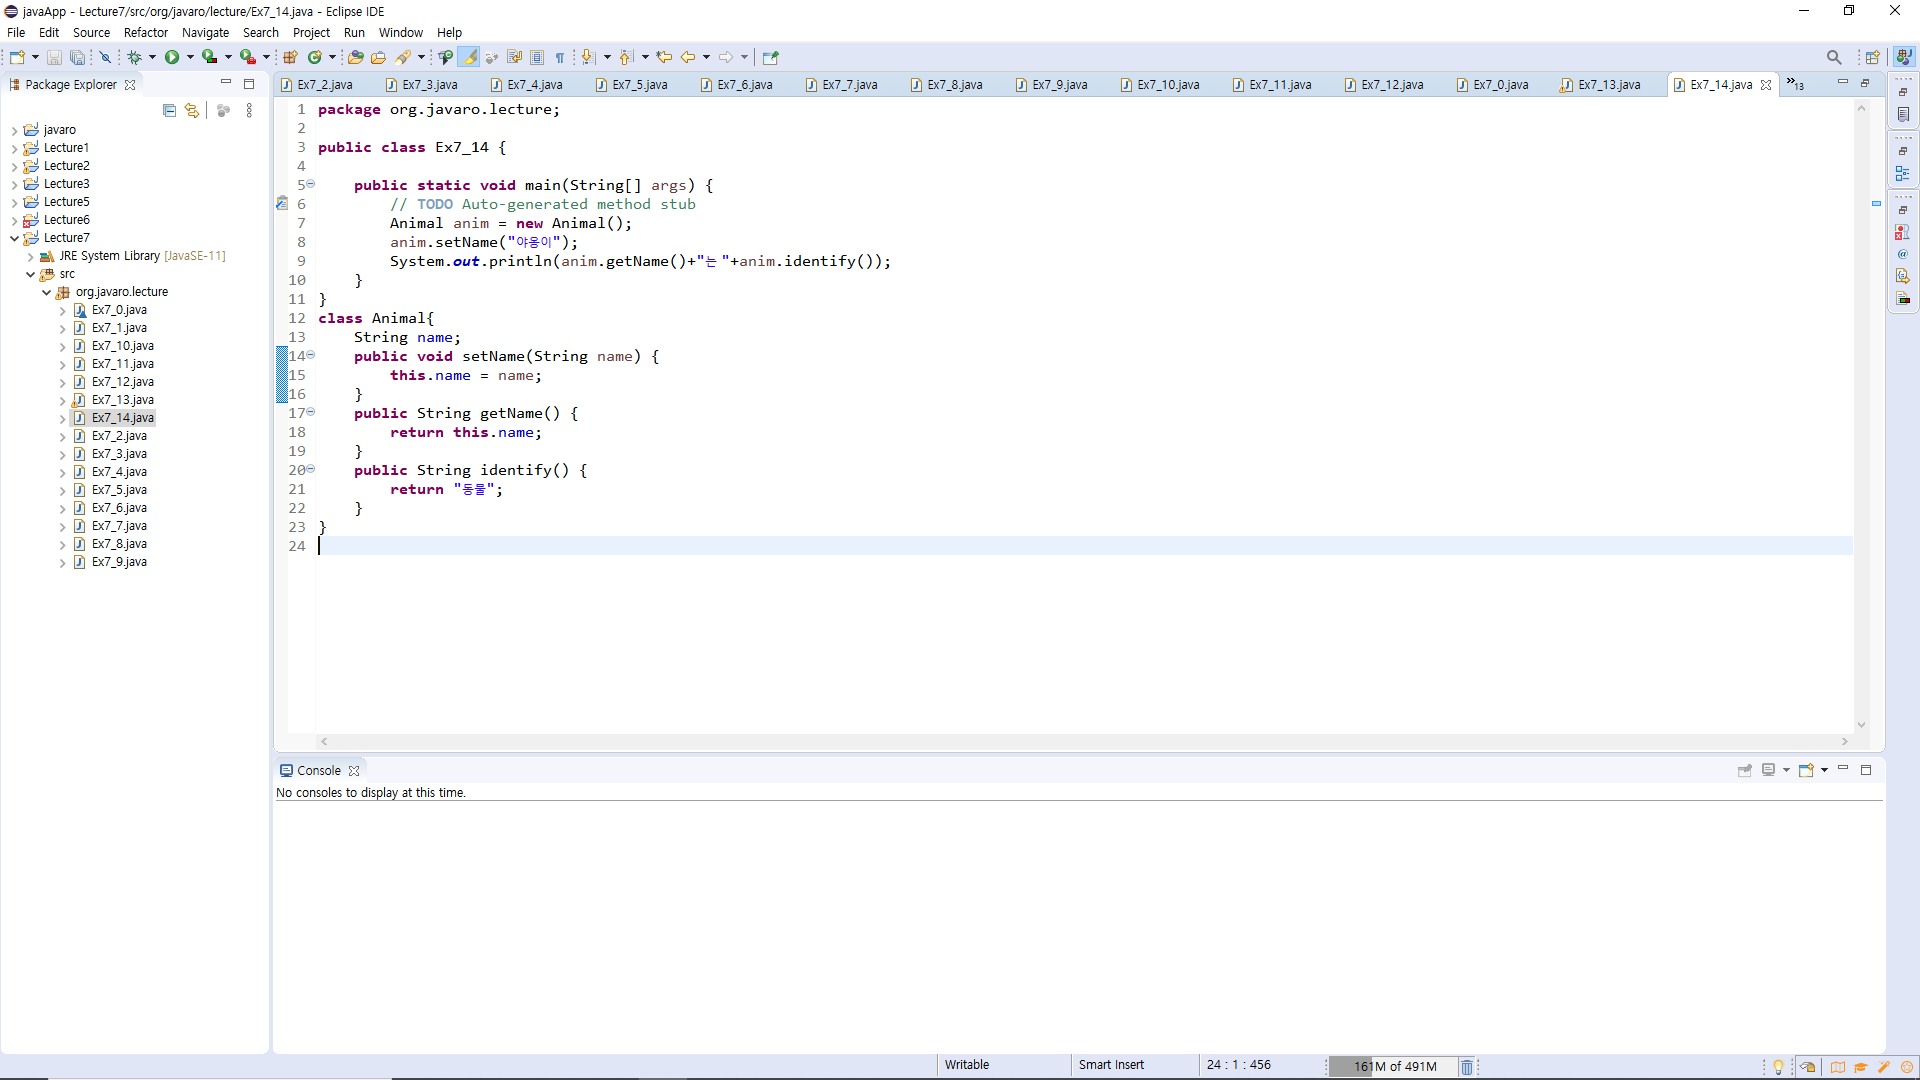 javaApp - Lecture7/src/org/javaro/lecture/Ex7_14.java - Eclipse IDE
File Edit Source Refactor Navigate Search Project Run Window Help
Package Explorer
Ex7_2.java Ex7_3.java Ex7_4.java Ex7_5.java Ex7_6.java Ex7_7.java Ex7_8.java Ex7_9.java Ex7_10.java Ex7_11.java Ex7_12.java Ex7_0.java Ex7_13.java Ex7_14.java »13
javaro
Lecture1
Lecture2
Lecture3
Lecture5
Lecture6
Lecture7
JRE System Library [JavaSE-11]
src
org.javaro.lecture
Ex7_0.java
Ex7_1.java
Ex7_10.java
Ex7_11.java
Ex7_12.java
Ex7_13.java
Ex7_14.java
Ex7_2.java
Ex7_3.java
Ex7_4.java
Ex7_5.java
Ex7_6.java
Ex7_7.java
Ex7_8.java
Ex7_9.java
1 package org.javaro.lecture;
2
3 public class Ex7_14 {
4
5     public static void main(String[] args) {
6         // TODO Auto-generated method stub
7         Animal anim = new Animal();
8         anim.setName("야옹이");
9         System.out.println(anim.getName()+"는 "+anim.identify());
10     }
11 }
12 class Animal{
13     String name;
14     public void setName(String name) {
15         this.name = name;
16     }
17     public String getName() {
18         return this.name;
19     }
20     public String identify() {
21         return "동물";
22     }
23 }
24
Console
No consoles to display at this time.
Writable Smart Insert 24 : 1 : 456 161M of 491M